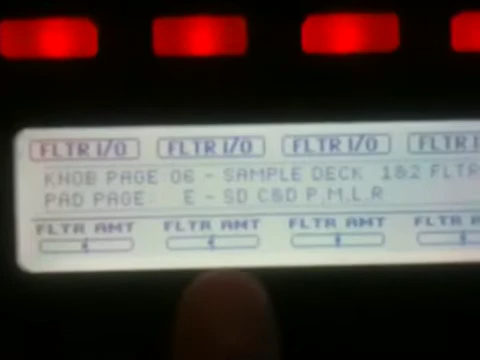 FLTR I/O FLTR I/O FLTR I/O FLTR I
KNOB PAGE 06 - SAMPLE DECK 1&2 FLTR
PAD PAGE: E - SD C&D P,M,L,R
FLTR AMT FLTR AMT FLTR AMT FLTR AM